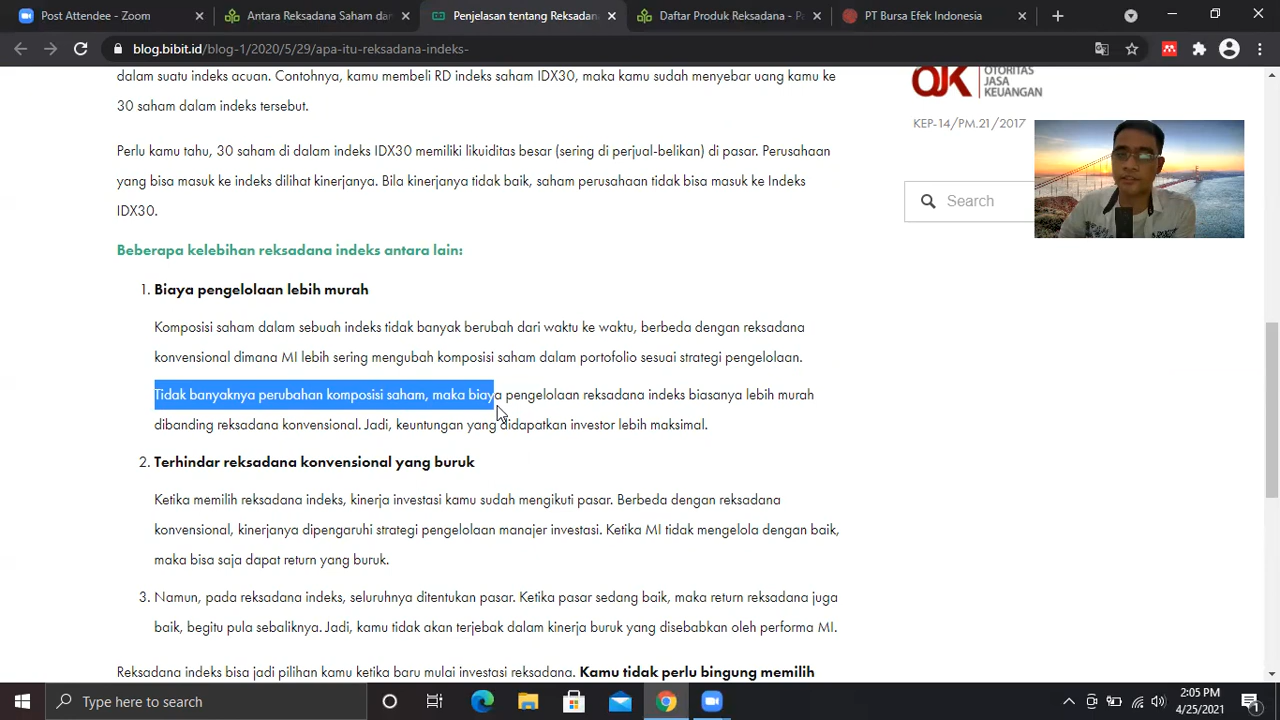 Post Attendee - Zoom
Antara Reksadana Saham dan
Penjelasan tentang Reksadan
Daftar Produk Reksadana - Pa
PT Bursa Efek Indonesia
blog.bibit.id/blog-1/2020/5/29/apa-itu-reksadana-indeks-
dalam suatu indeks acuan. Contohnya, kamu membeli RD indeks saham IDX30, maka kamu sudah menyebar uang kamu ke
30 saham dalam indeks tersebut.
Perlu kamu tahu, 30 saham di dalam indeks IDX30 memiliki likuiditas besar (sering di perjual-belikan) di pasar. Perusahaan
yang bisa masuk ke indeks dilihat kinerjanya. Bila kinerjanya tidak baik, saham perusahaan tidak bisa masuk ke Indeks
IDX30.
Beberapa kelebihan reksadana indeks antara lain:
1. Biaya pengelolaan lebih murah
Komposisi saham dalam sebuah indeks tidak banyak berubah dari waktu ke waktu, berbeda dengan reksadana
konvensional dimana MI lebih sering mengubah komposisi saham dalam portofolio sesuai strategi pengelolaan.
Tidak banyaknya perubahan komposisi saham, maka biaya pengelolaan reksadana indeks biasanya lebih murah
dibanding reksadana konvensional. Jadi, keuntungan yang didapatkan investor lebih maksimal.
2. Terhindar reksadana konvensional yang buruk
Ketika memilih reksadana indeks, kinerja investasi kamu sudah mengikuti pasar. Berbeda dengan reksadana
konvensional, kinerjanya dipengaruhi strategi pengelolaan manajer investasi. Ketika MI tidak mengelola dengan baik,
maka bisa saja dapat return yang buruk.
3. Namun, pada reksadana indeks, seluruhnya ditentukan pasar. Ketika pasar sedang baik, maka return reksadana juga
baik, begitu pula sebaliknya. Jadi, kamu tidak akan terjebak dalam kinerja buruk yang disebabkan oleh performa MI.
Reksadana indeks bisa jadi pilihan kamu ketika baru mulai investasi reksadana. Kamu tidak perlu bingung memilih
OJK
OTORITAS
JASA
KEUANGAN
KEP-14/PM.21/2017
Search
Type here to search
2:05 PM
4/25/2021
1